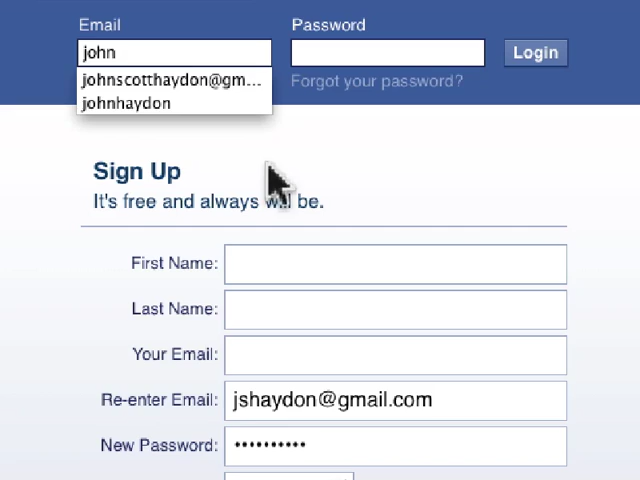 Email Password
john Login
johnscotthaydon@gm...
Forgot your password?
johnhaydon
Sign Up
It's free and always will be.
First Name:
Last Name:
Your Email:
Re-enter Email: jshaydon@gmail.com
New Password: ••••••••••